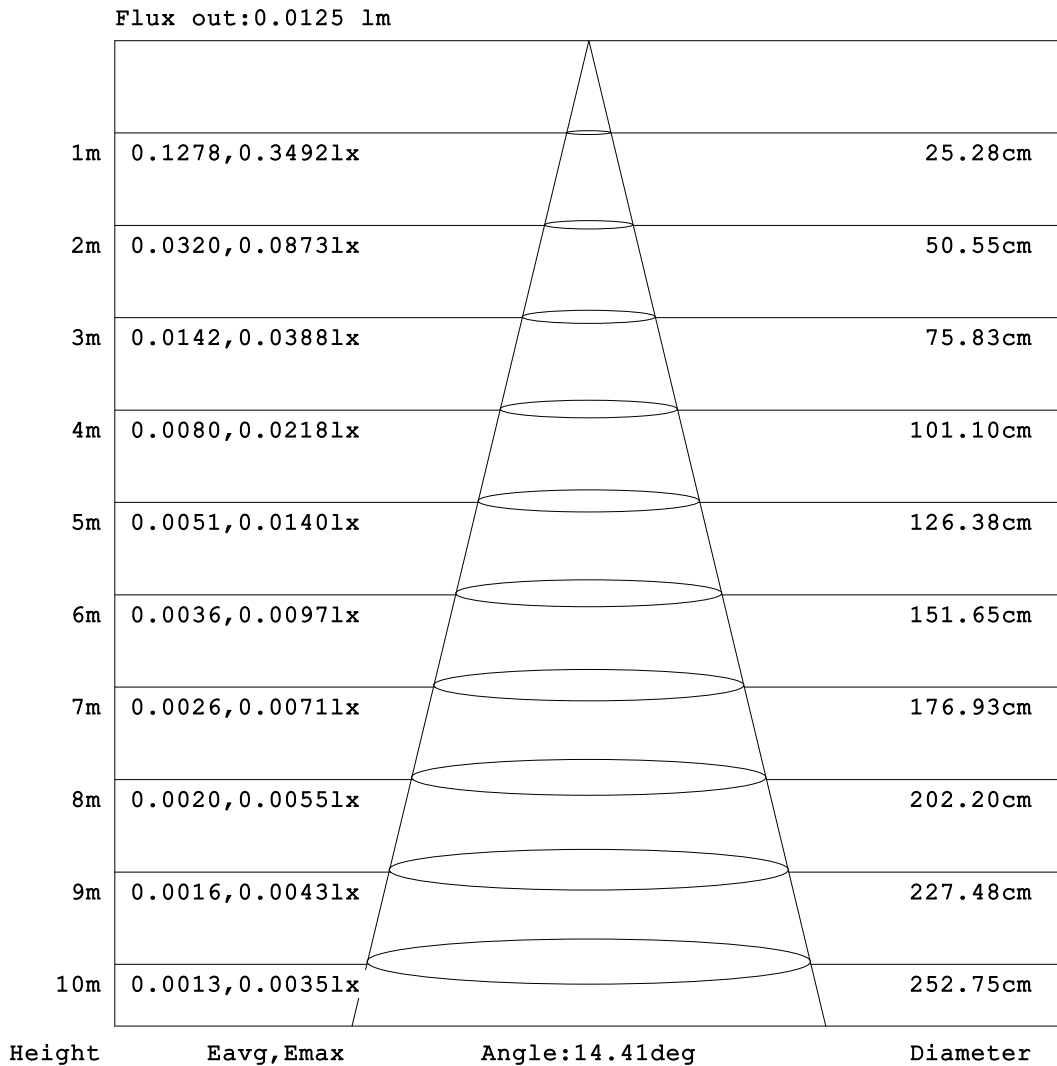 Flux out:0.0125 lm
1m 0.1278,0.3492lx 25.28cm
2m 0.0320,0.0873lx 50.55cm
3m 0.0142,0.0388lx 75.83cm
4m 0.0080,0.0218lx 101.10cm
5m 0.0051,0.0140lx 126.38cm
6m 0.0036,0.0097lx 151.65cm
7m 0.0026,0.0071lx 176.93cm
8m 0.0020,0.0055lx 202.20cm
9m 0.0016,0.0043lx 227.48cm
10m 0.0013,0.0035lx 252.75cm
Height Eavg,Emax Angle:14.41deg Diameter